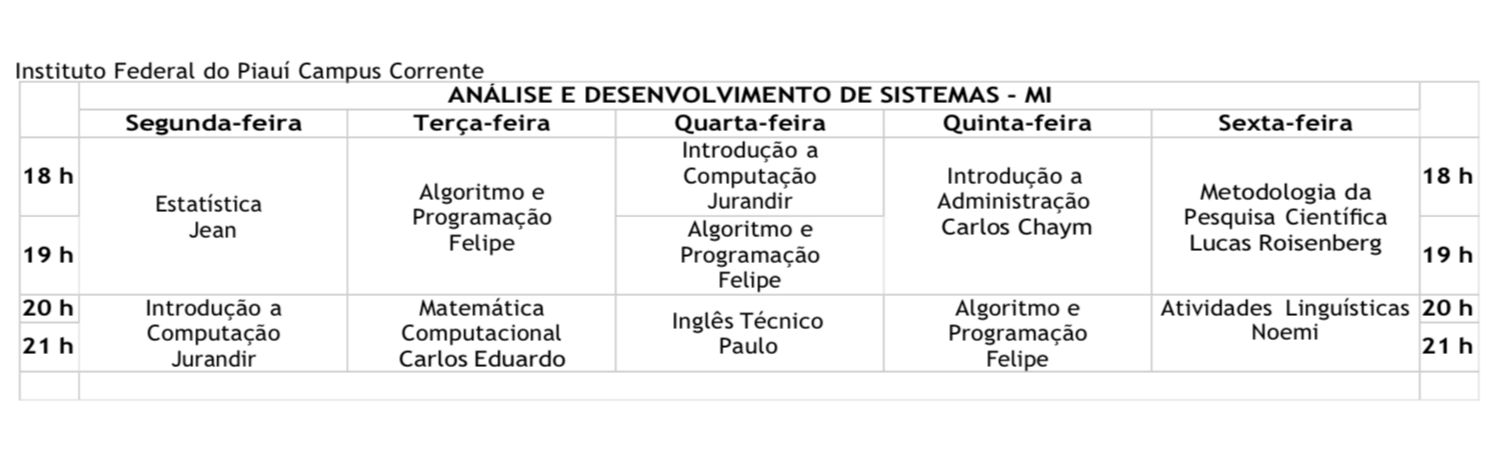 Instituto Federal do Piauí Campus Corrente
ANÁLISE E DESENVOLVIMENTO DE SISTEMAS - MI
Segunda-feira Terça-feira Quarta-feira Quinta-feira Sexta-feira
18 h
Estatística
Jean
Algoritmo e
Programação
Felipe
Introdução a
Computação
Jurandir
Introdução a
Administração
Carlos Chaym
Metodologia da
Pesquisa Científica
Lucas Roisenberg
18 h
19 h
Algoritmo e
Programação
Felipe
19 h
20 h
Introdução a
Computação
Jurandir
Matemática
Computacional
Carlos Eduardo
Inglês Técnico
Paulo
Algoritmo e
Programação
Felipe
Atividades Linguísticas
Noemi
20 h
21 h
21 h